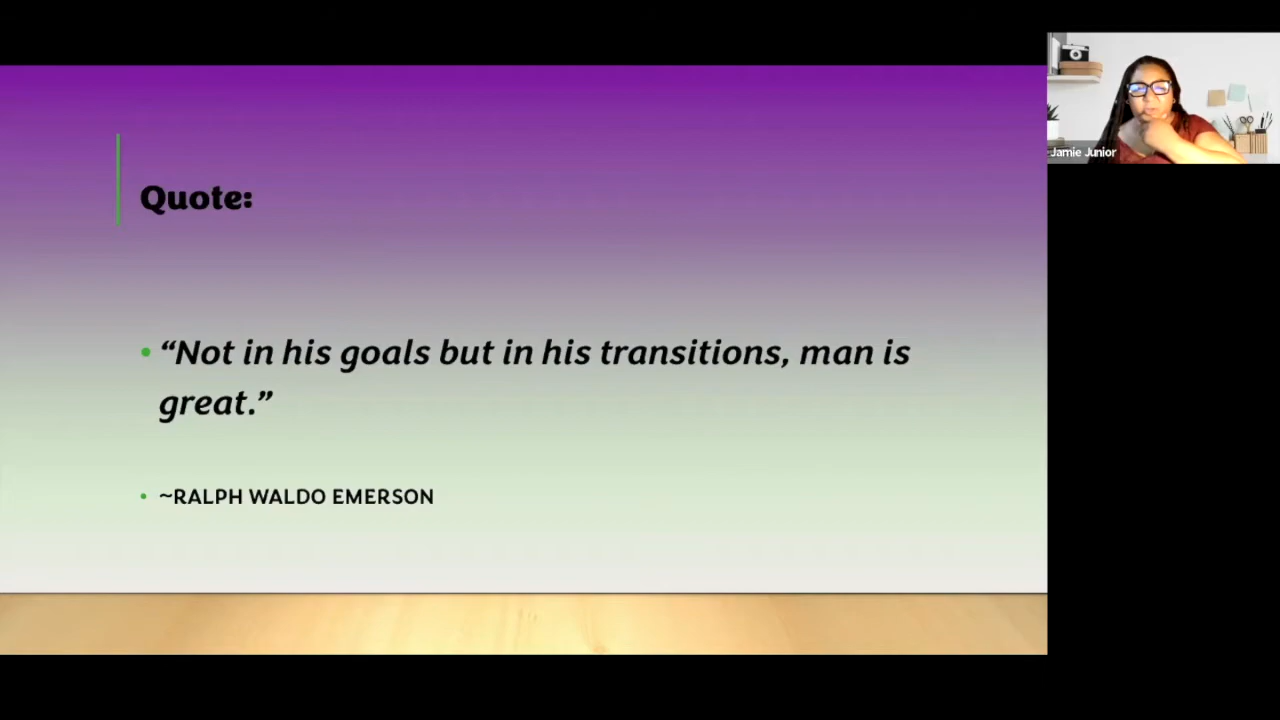 Quote:
“Not in his goals but in his transitions, man is
great.”
~RALPH WALDO EMERSON
Jamie Junior